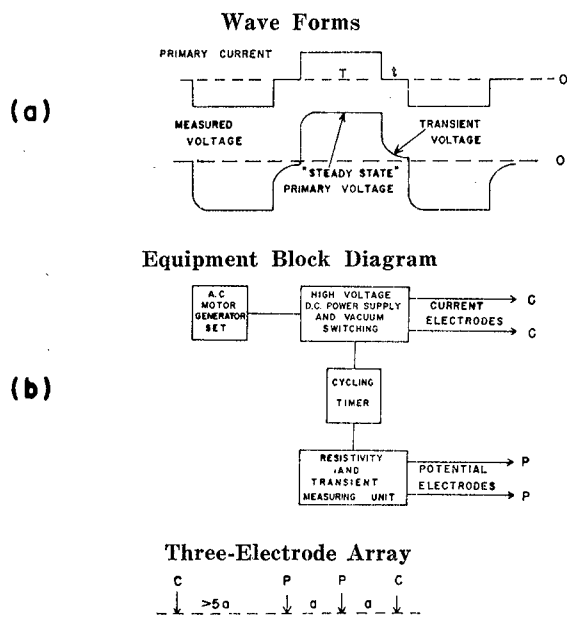 Wave Forms
PRIMARY CURRENT
T
t
O
(a)
MEASURED
VOLTAGE
TRANSIENT
VOLTAGE
O
"STEADY STATE"
PRIMARY VOLTAGE
Equipment Block Diagram
A.C
MOTOR
GENERATOR
SET
HIGH VOLTAGE
D.C. POWER SUPPLY
AND VACUUM
SWITCHING
C
CURRENT
ELECTRODES
C
(b)
CYCLING
TIMER
RESISTIVITY
AND
TRANSIENT
MEASURING UNIT
P
POTENTIAL
ELECTRODES
P
Three-Electrode Array
C P P C
>5a a a